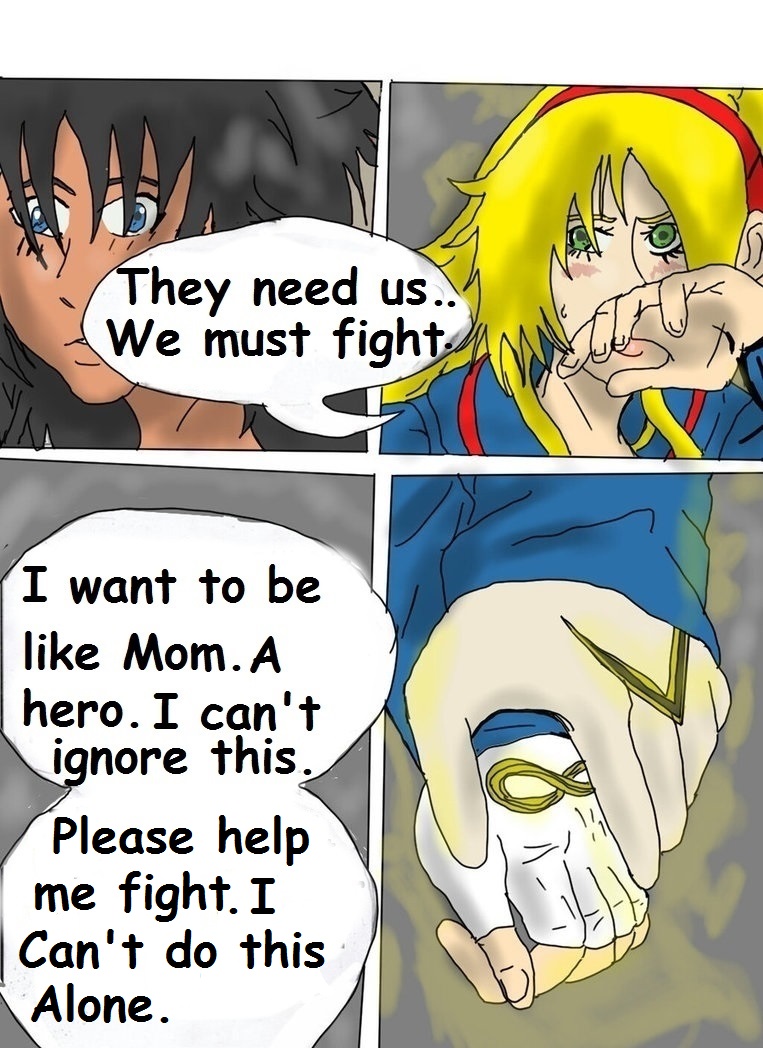 They need us..
We must fight.
I want to be
like Mom. A
hero. I can't
ignore this.
Please help
me fight. I
Can't do this
Alone.